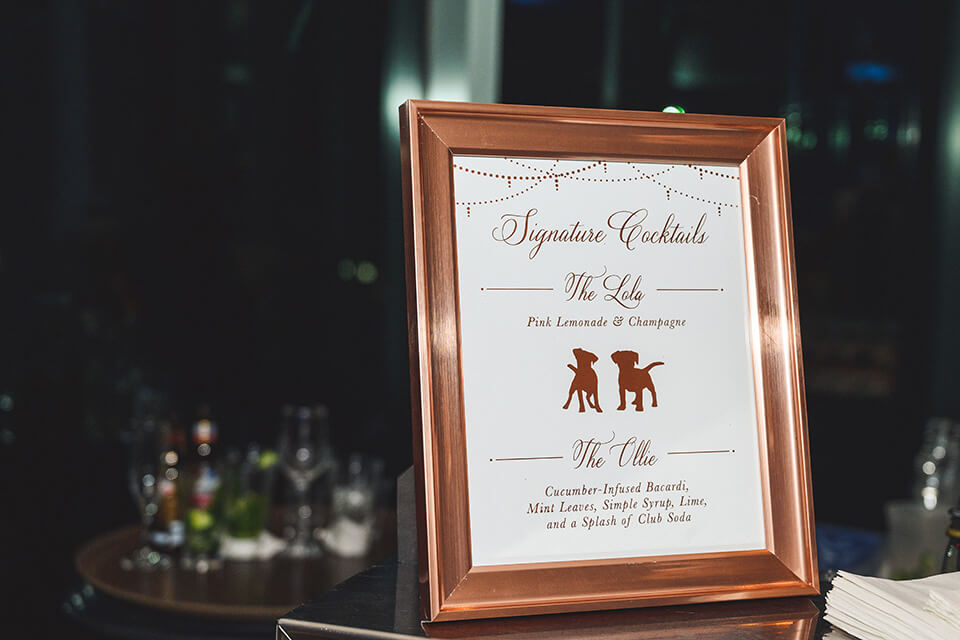 Signature Cocktails
The Lola
Pink Lemonade & Champagne
The Ollie
Cucumber-Infused Bacardi,
Mint Leaves, Simple Syrup, Lime,
and a Splash of Club Soda